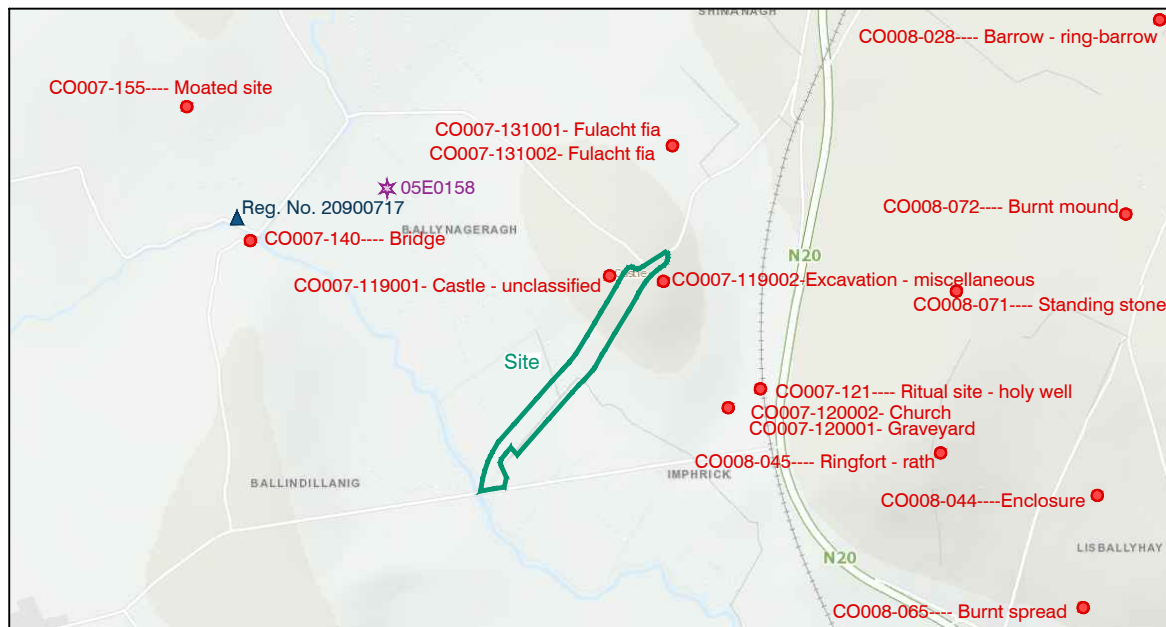 SHINANAGH
CO008-028---- Barrow - ring-barrow
CO007-155---- Moated site
CO007-131001- Fulacht fia
CO007-131002- Fulacht fia
05E0158
Reg. No. 20900717
CO008-072---- Burnt mound
BALLYNAGERAGH
CO007-140---- Bridge
N20
Castle
CO007-119001- Castle - unclassified
CO007-119002-Excavation - miscellaneous
CO008-071---- Standing stone
Site
CO007-121---- Ritual site - holy well
CO007-120002- Church
CO007-120001- Graveyard
CO008-045---- Ringfort - rath
IMPHRICK
BALLINDILLANIG
CO008-044----Enclosure
LISBALLYHAY
N20
CO008-065---- Burnt spread